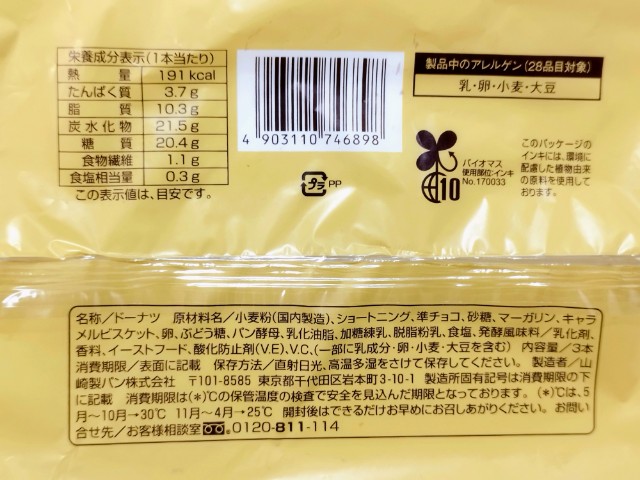 栄養成分表示(1本当たり)
熱量 191kcal
たんぱく質 3.7g
脂質 10.3g
炭水化物 21.5g
糖質 20.4g
食物繊維 1.1g
食塩相当量 0.3g
この表示値は、目安です。
4 903110 746898
プラ PP
製品中のアレルゲン(28品目対象)
乳・卵・小麦・大豆
バイオマス
使用部位:インキ
No.170033
10
このパッケージの
インキには、環境に
配慮した植物由来
の原料を使用して
おります。
名称/ドーナツ 原材料名/小麦粉(国内製造)、ショートニング、準チョコ、砂糖、マーガリン、キャラ
メルビスケット、卵、ぶどう糖、パン酵母、乳化油脂、加糖練乳、脱脂粉乳、食塩、発酵風味料/乳化剤、
香料、イーストフード、酸化防止剤(V.E)、V.C、(一部に乳成分・卵・小麦・大豆を含む) 内容量/3本
消費期限/表面に記載 保存方法/直射日光、高温多湿をさけて保存してください。 製造者/山
崎製パン株式会社 〒101-8585 東京都千代田区岩本町3-10-1 製造所固有記号は消費期限の下
に記載 消費期限は(*)℃の保管温度の検査で安全を見込んだ期限となっております。(*)℃は、5
月〜10月→30℃ 11月〜4月→25℃ 開封後はできるだけお早めにお召しあがりください。 お問い
合せ先/お客様相談室 0120-811-114